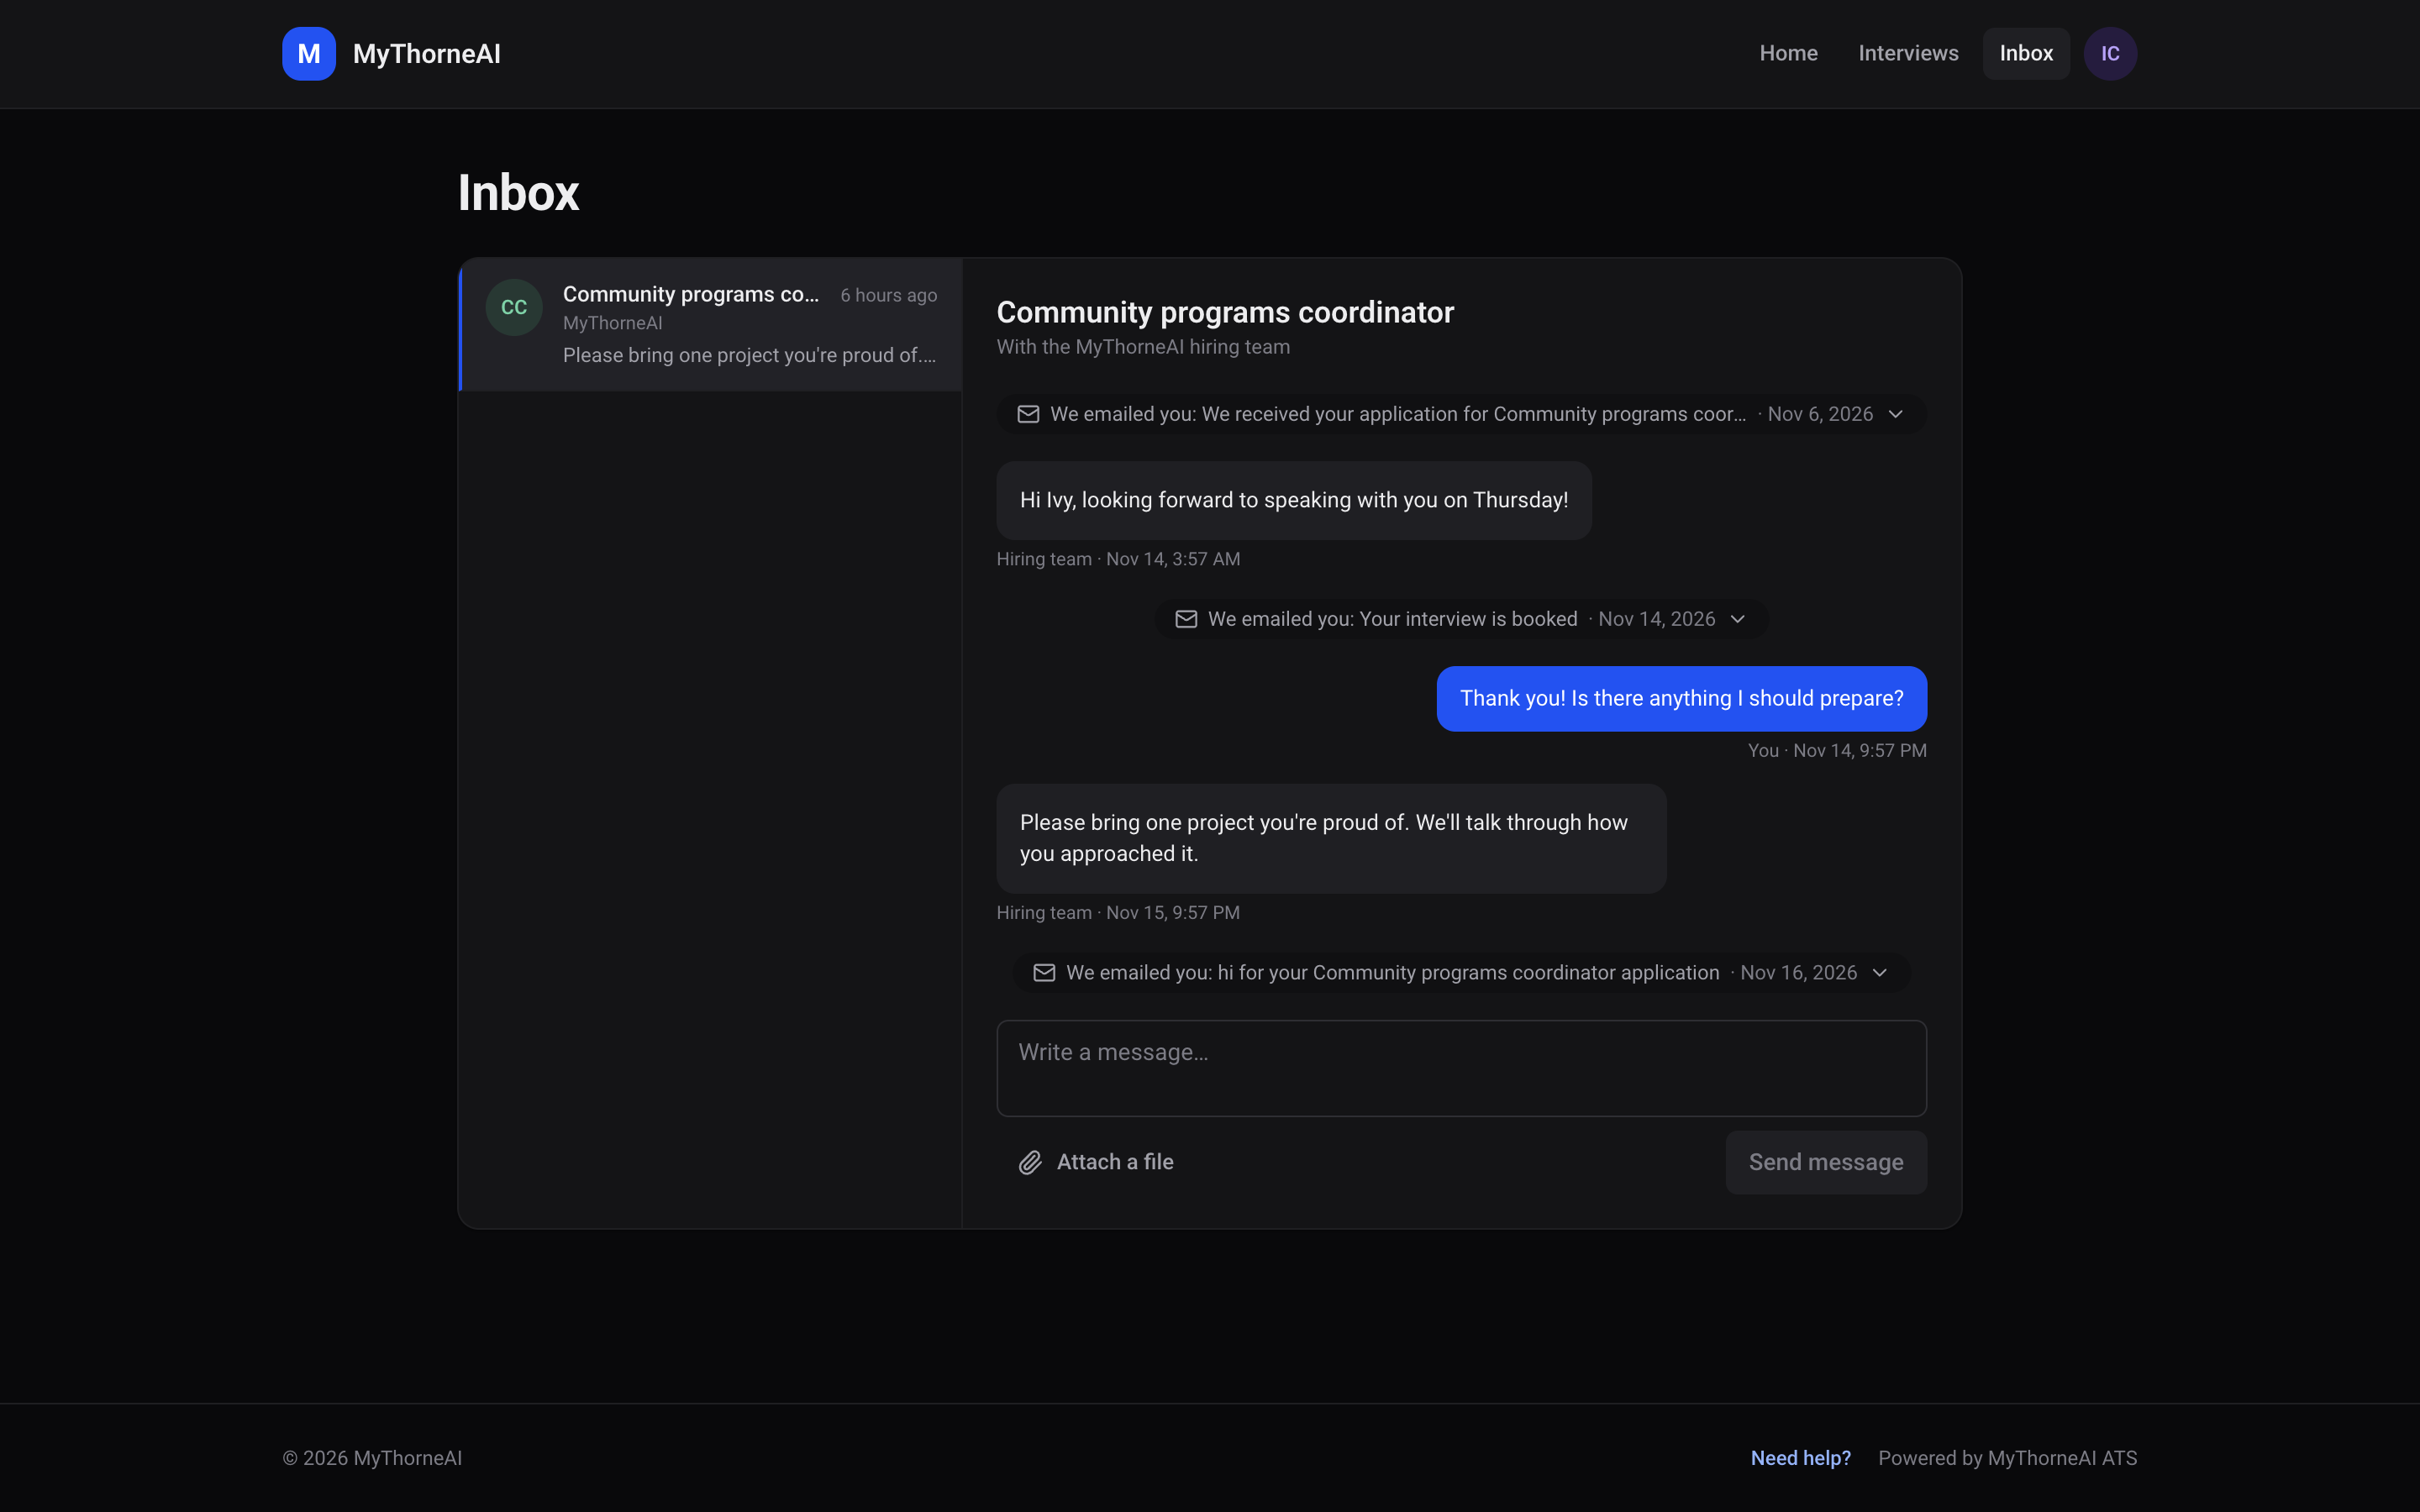 M MyThorneAI
Home Interviews Inbox IC
Inbox
CC Community programs co... 6 hours ago
MyThorneAI
Please bring one project you're proud of....
Community programs coordinator
With the MyThorneAI hiring team
We emailed you: We received your application for Community programs coor... · Nov 6, 2026
Hi Ivy, looking forward to speaking with you on Thursday!
Hiring team · Nov 14, 3:57 AM
We emailed you: Your interview is booked · Nov 14, 2026
Thank you! Is there anything I should prepare?
You · Nov 14, 9:57 PM
Please bring one project you're proud of. We'll talk through how
you approached it.
Hiring team · Nov 15, 9:57 PM
We emailed you: hi for your Community programs coordinator application · Nov 16, 2026
Write a message...
Attach a file
Send message
© 2026 MyThorneAI
Need help? Powered by MyThorneAI ATS